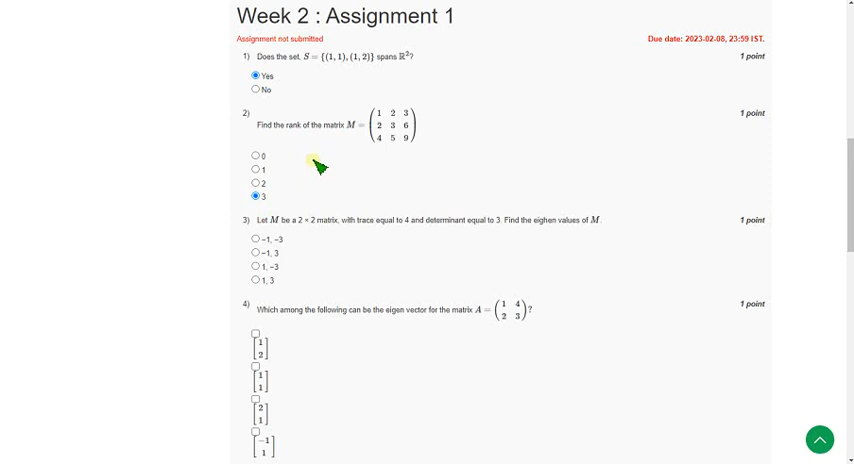 Week 2 : Assignment 1
Assignment not submitted Due date: 2023-02-08, 23:59 IST.
1) Does the set, S = {(1, 1), (1, 2)} spans ℝ²? 1 point
Yes
No
2) 1 point
Find the rank of the matrix M = ( 1 2 3
2 3 6
4 5 9 )
0
1
2
3
3) Let M be a 2 × 2 matrix, with trace equal to 4 and determinant equal to 3. Find the eighen values of M. 1 point
−1, −3
−1, 3
1, −3
1, 3
4) Which among the following can be the eigen vector for the matrix A = ( 1 4 1 point
2 3 )?
[ 1
2 ]
[ 1
1 ]
[ 2
1 ]
[ −1
1 ]